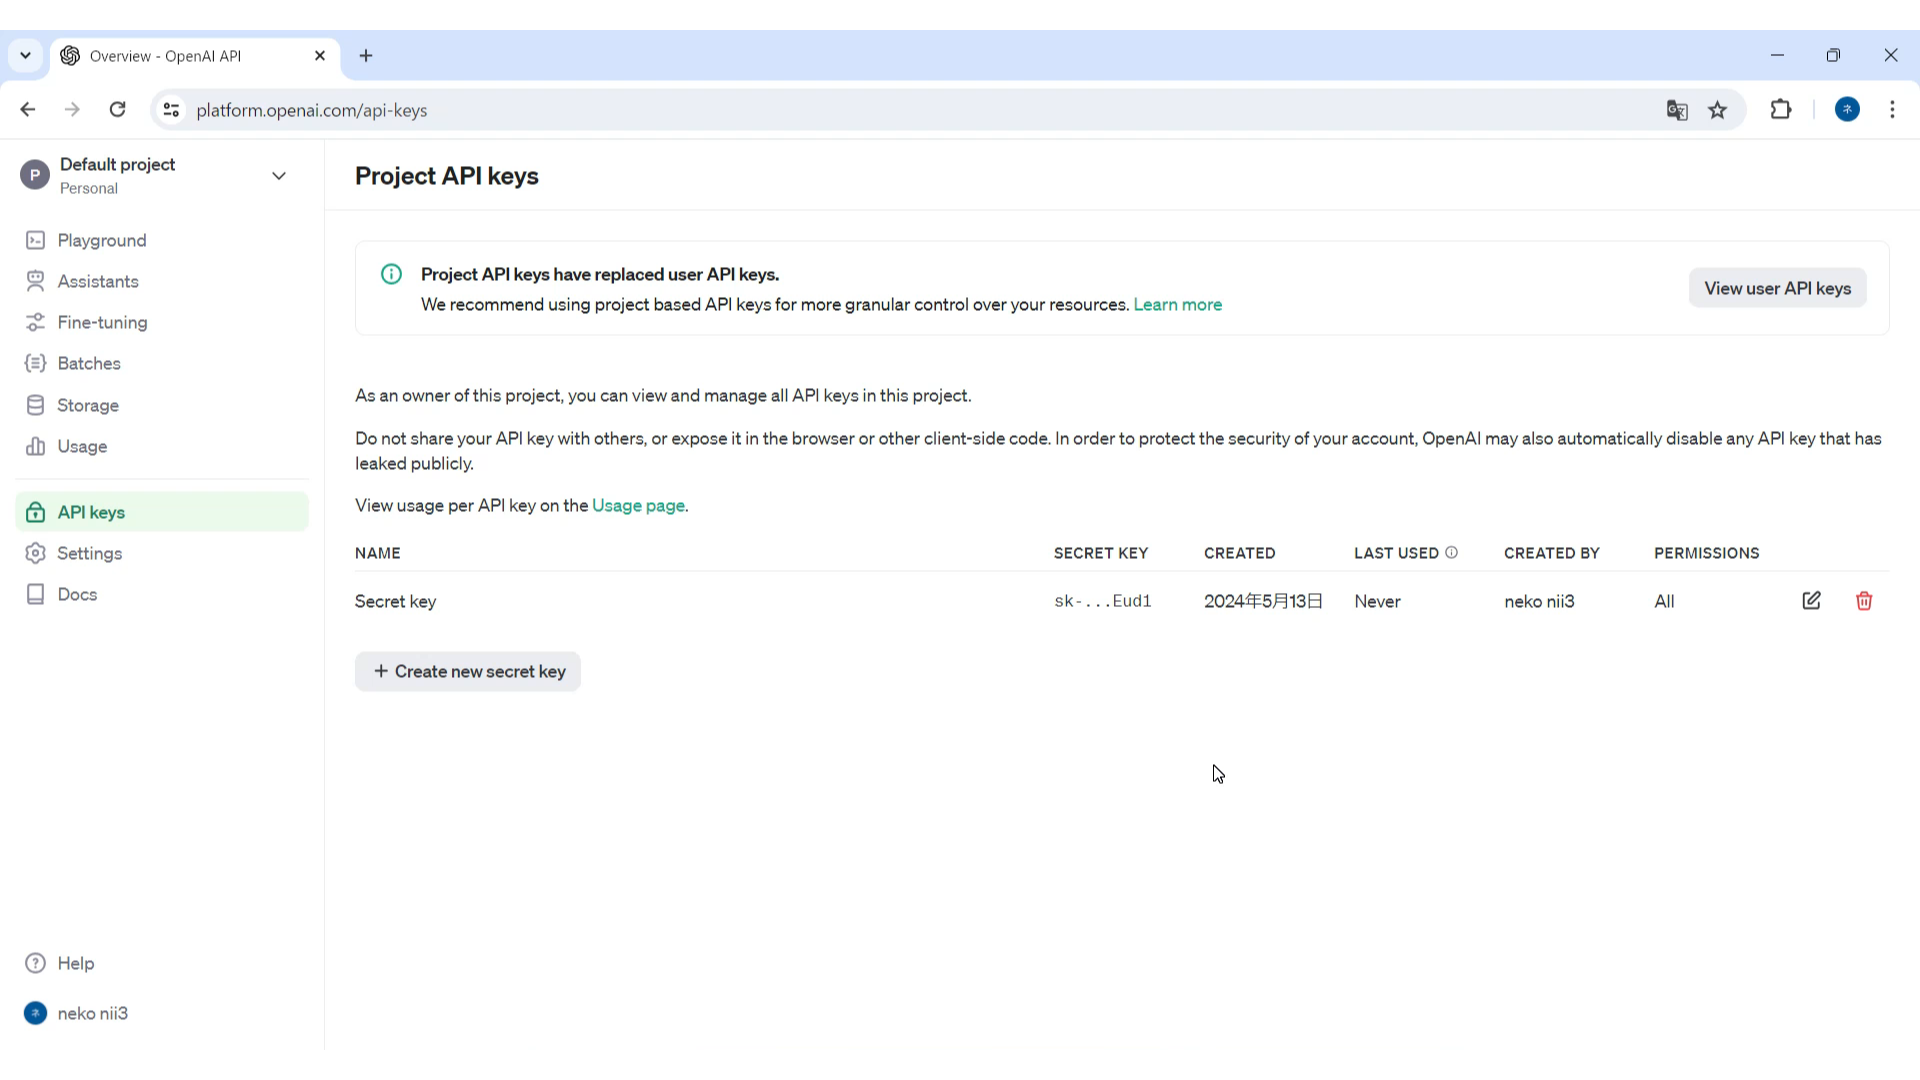 Overview - OpenAI API
platform.openai.com/api-keys
ネ
P
Default project
Personal
Playground
Assistants
Fine-tuning
Batches
Storage
Usage
API keys
Settings
Docs
Help
ネ
neko nii3
Project API keys
Project API keys have replaced user API keys.
We recommend using project based API keys for more granular control over your resources. Learn more
View user API keys
As an owner of this project, you can view and manage all API keys in this project.
Do not share your API key with others, or expose it in the browser or other client-side code. In order to protect the security of your account, OpenAI may also automatically disable any API key that has
leaked publicly.
View usage per API key on the Usage page.
NAME SECRET KEY CREATED LAST USED CREATED BY PERMISSIONS
Secret key sk-...Eud1 2024年5月13日 Never neko nii3 All
+ Create new secret key